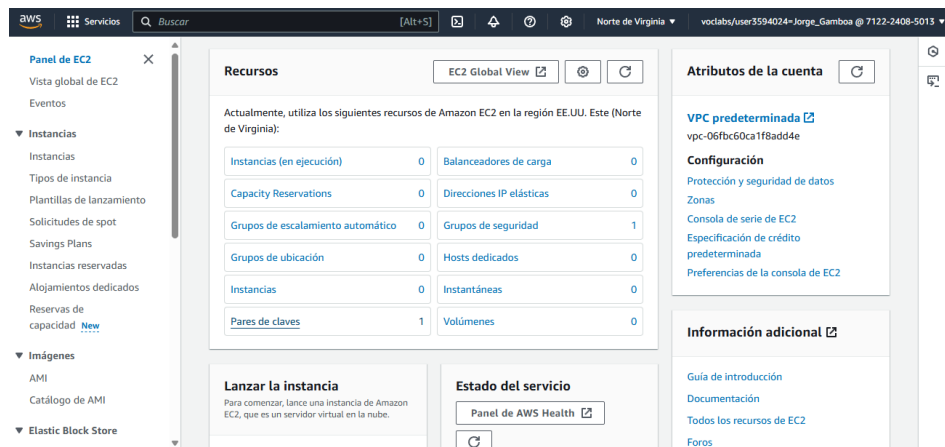 aws
Servicios
Buscar
[Alt+S]
Norte de Virginia
voclabs/user3594024=Jorge_Gamboa @ 7122-2408-5013
Panel de EC2
Vista global de EC2
Eventos
Instancias
Instancias
Tipos de instancia
Plantillas de lanzamiento
Solicitudes de spot
Savings Plans
Instancias reservadas
Alojamientos dedicados
Reservas de
capacidad New
Imágenes
AMI
Catálogo de AMI
Elastic Block Store
Recursos
EC2 Global View
Actualmente, utiliza los siguientes recursos de Amazon EC2 en la región EE.UU. Este (Norte
de Virginia):
Instancias (en ejecución) 0
Balanceadores de carga 0
Capacity Reservations 0
Direcciones IP elásticas 0
Grupos de escalamiento automático 0
Grupos de seguridad 1
Grupos de ubicación 0
Hosts dedicados 0
Instancias 0
Instantáneas 0
Pares de claves 1
Volúmenes 0
Lanzar la instancia
Para comenzar, lance una instancia de Amazon
EC2, que es un servidor virtual en la nube.
Estado del servicio
Panel de AWS Health
Atributos de la cuenta
VPC predeterminada
vpc-06fbc60ca1f8add4e
Configuración
Protección y seguridad de datos
Zonas
Consola de serie de EC2
Especificación de crédito
predeterminada
Preferencias de la consola de EC2
Información adicional
Guía de introducción
Documentación
Todos los recursos de EC2
Foros